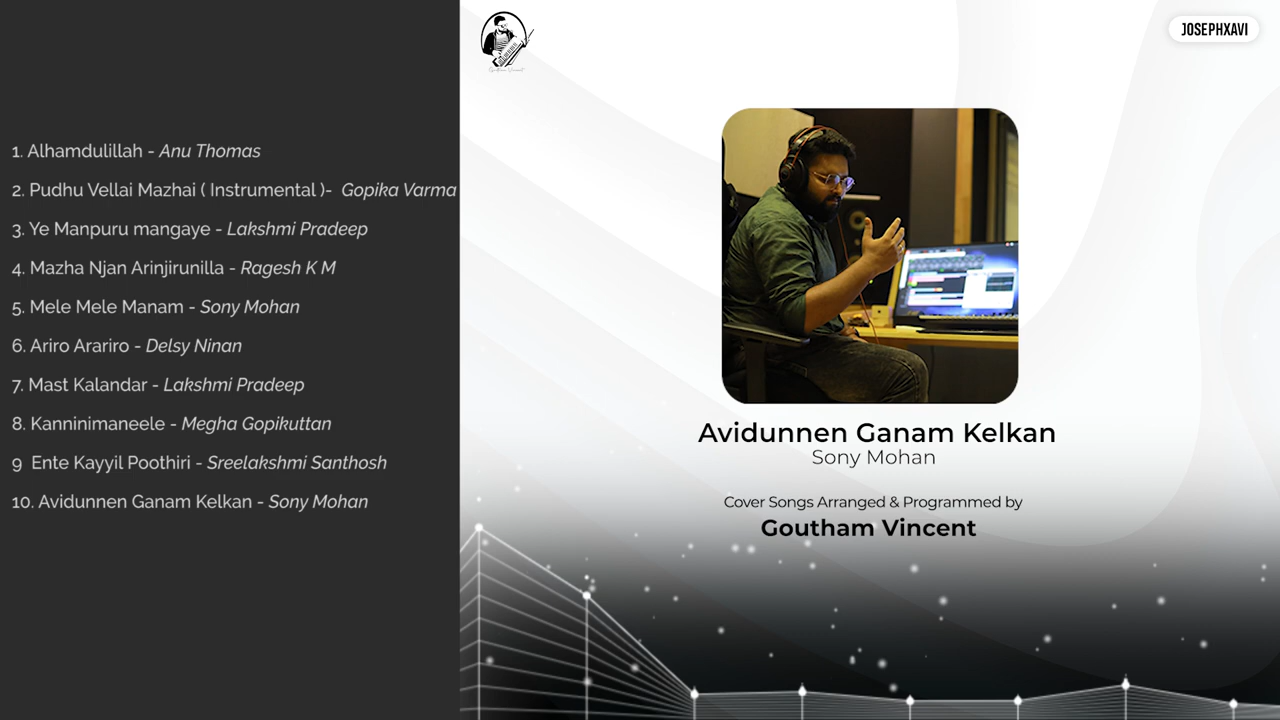 1. Alhamdulillah - Anu Thomas
2. Pudhu Vellai Mazhai ( Instrumental )-  Gopika Varma
3. Ye Manpuru mangaye - Lakshmi Pradeep
4. Mazha Njan Arinjirunilla - Ragesh K M
5. Mele Mele Manam - Sony Mohan
6. Ariro Arariro - Delsy Ninan
7. Mast Kalandar - Lakshmi Pradeep
8. Kanninimaneele - Megha Gopikuttan
9  Ente Kayyil Poothiri - Sreelakshmi Santhosh
10. Avidunnen Ganam Kelkan - Sony Mohan
JOSEPHXAVI
Avidunnen Ganam Kelkan
Sony Mohan
Cover Songs Arranged & Programmed by
Goutham Vincent